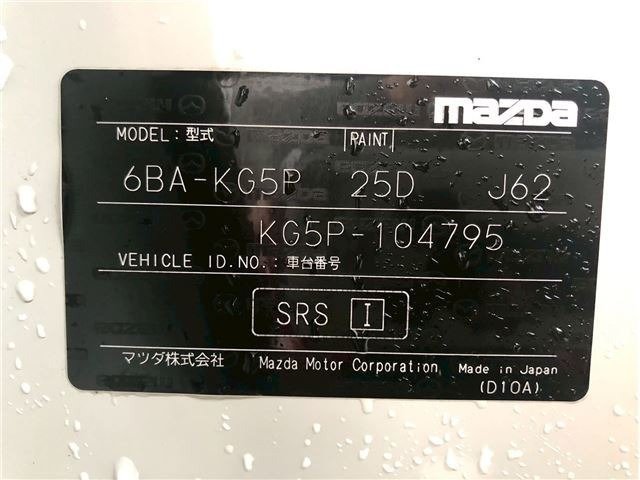 mazda
MODEL: 型式 PAINT
6BA-KG5P 25D J62
KG5P-104795
VEHICLE ID.NO.: 車台番号
SRS I
マツダ株式会社 Mazda Motor Corporation Made in Japan
(D10A)